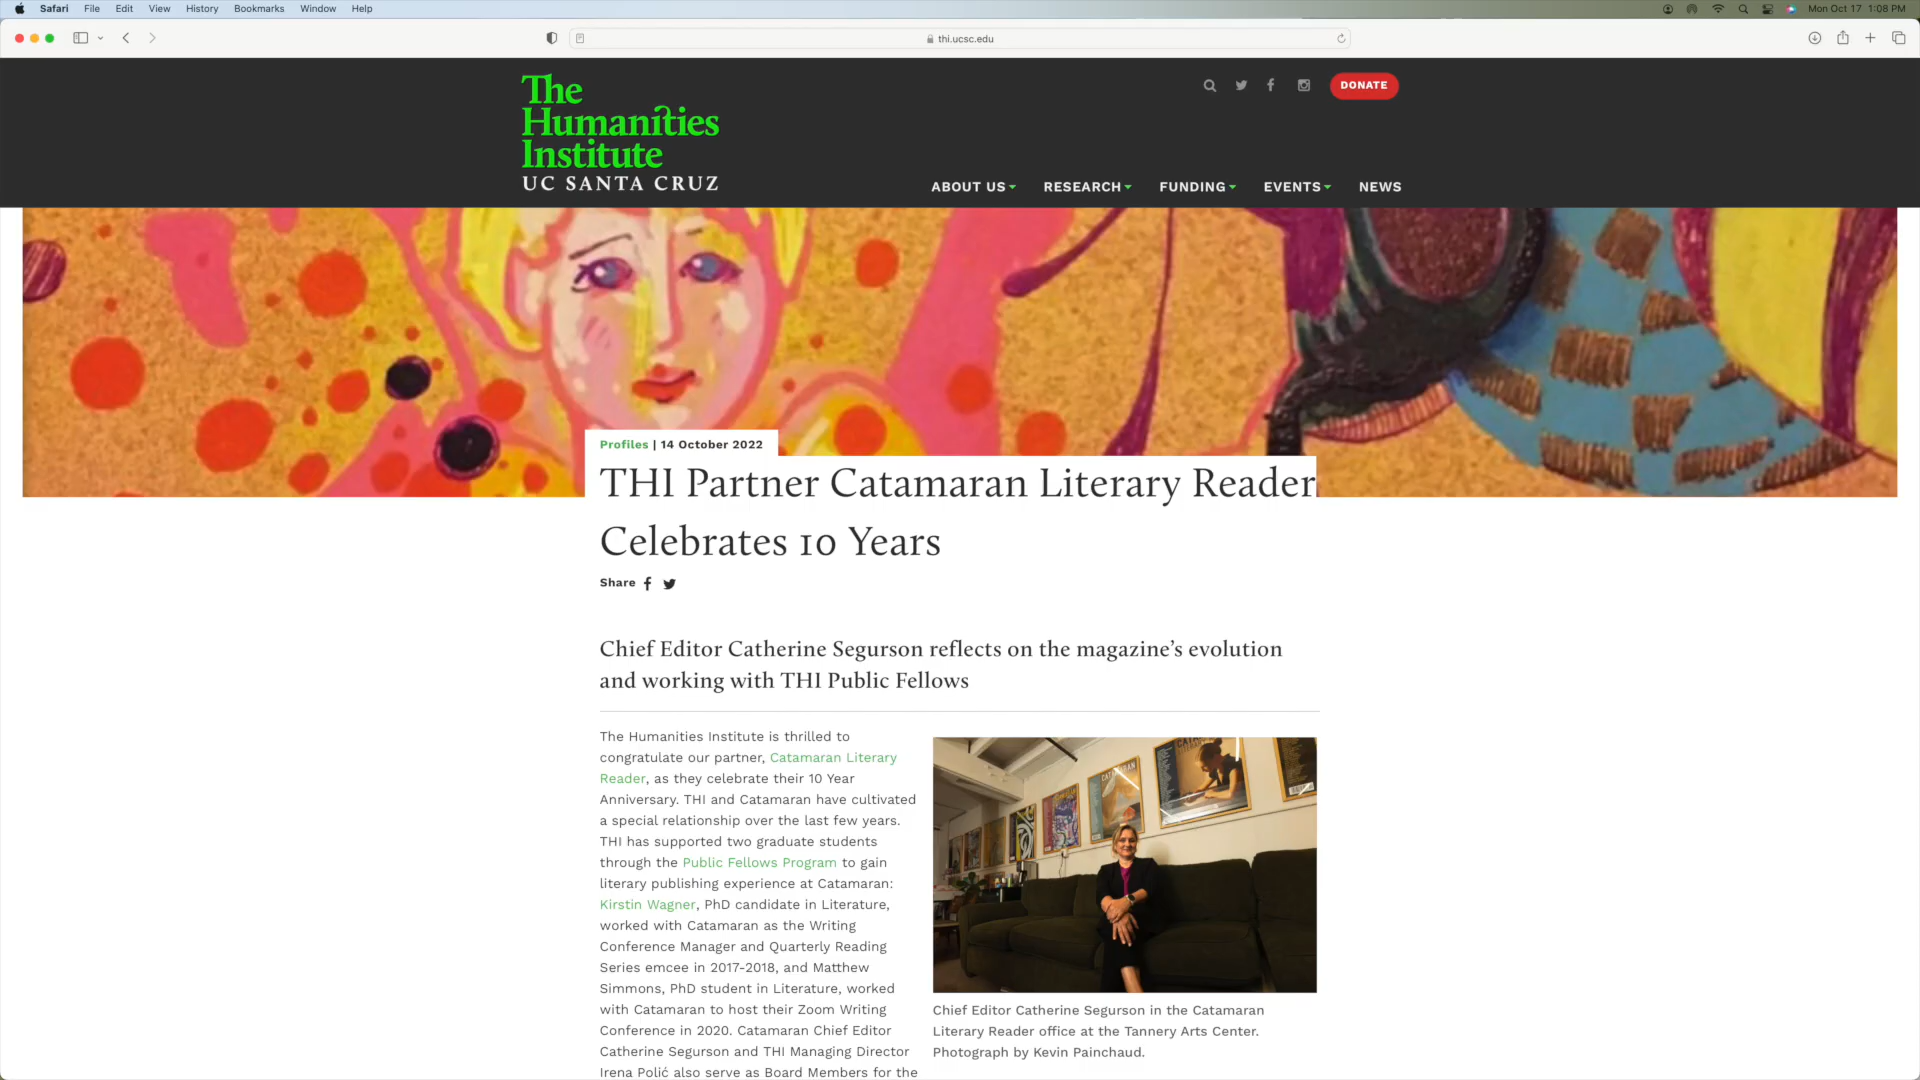 Safari File Edit View History Bookmarks Window Help
Mon Oct 17 1:08 PM
thi.ucsc.edu
The
Humanities
Institute
UC SANTA CRUZ
DONATE
ABOUT US RESEARCH FUNDING EVENTS NEWS
Profiles | 14 October 2022
THI Partner Catamaran Literary Reader
Celebrates 10 Years
Share
Chief Editor Catherine Segurson reflects on the magazine’s evolution
and working with THI Public Fellows
The Humanities Institute is thrilled to
congratulate our partner, Catamaran Literary
Reader, as they celebrate their 10 Year
Anniversary. THI and Catamaran have cultivated
a special relationship over the last few years.
THI has supported two graduate students
through the Public Fellows Program to gain
literary publishing experience at Catamaran:
Kirstin Wagner, PhD candidate in Literature,
worked with Catamaran as the Writing
Conference Manager and Quarterly Reading
Series emcee in 2017-2018, and Matthew
Simmons, PhD student in Literature, worked
with Catamaran to host their Zoom Writing
Conference in 2020. Catamaran Chief Editor
Catherine Segurson and THI Managing Director
Irena Polić also serve as Board Members for the
CATAMARAN
Chief Editor Catherine Segurson in the Catamaran
Literary Reader office at the Tannery Arts Center.
Photograph by Kevin Painchaud.